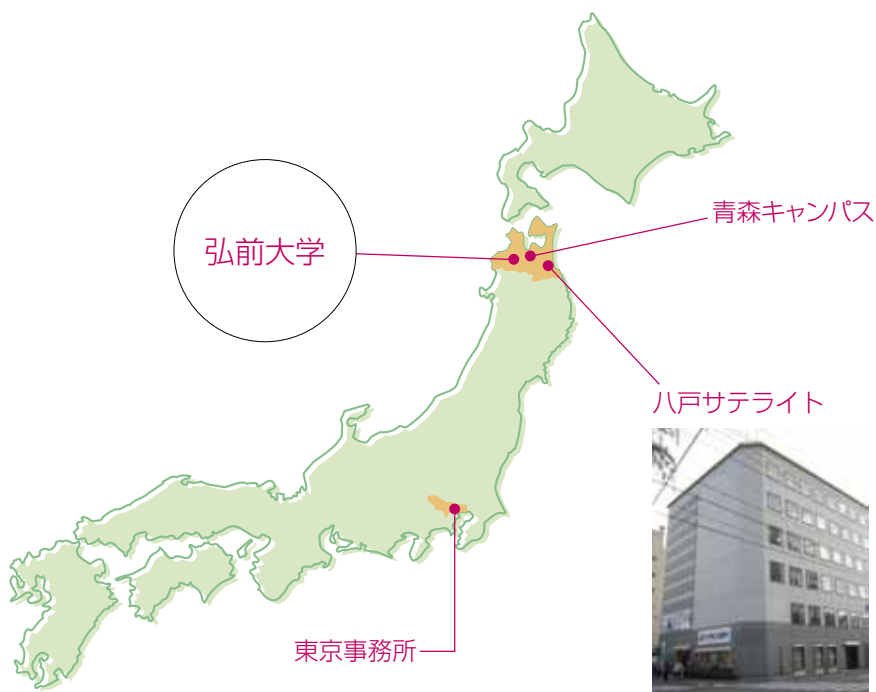 青森キャンパス
弘前大学
八戸サテライト
東京事務所